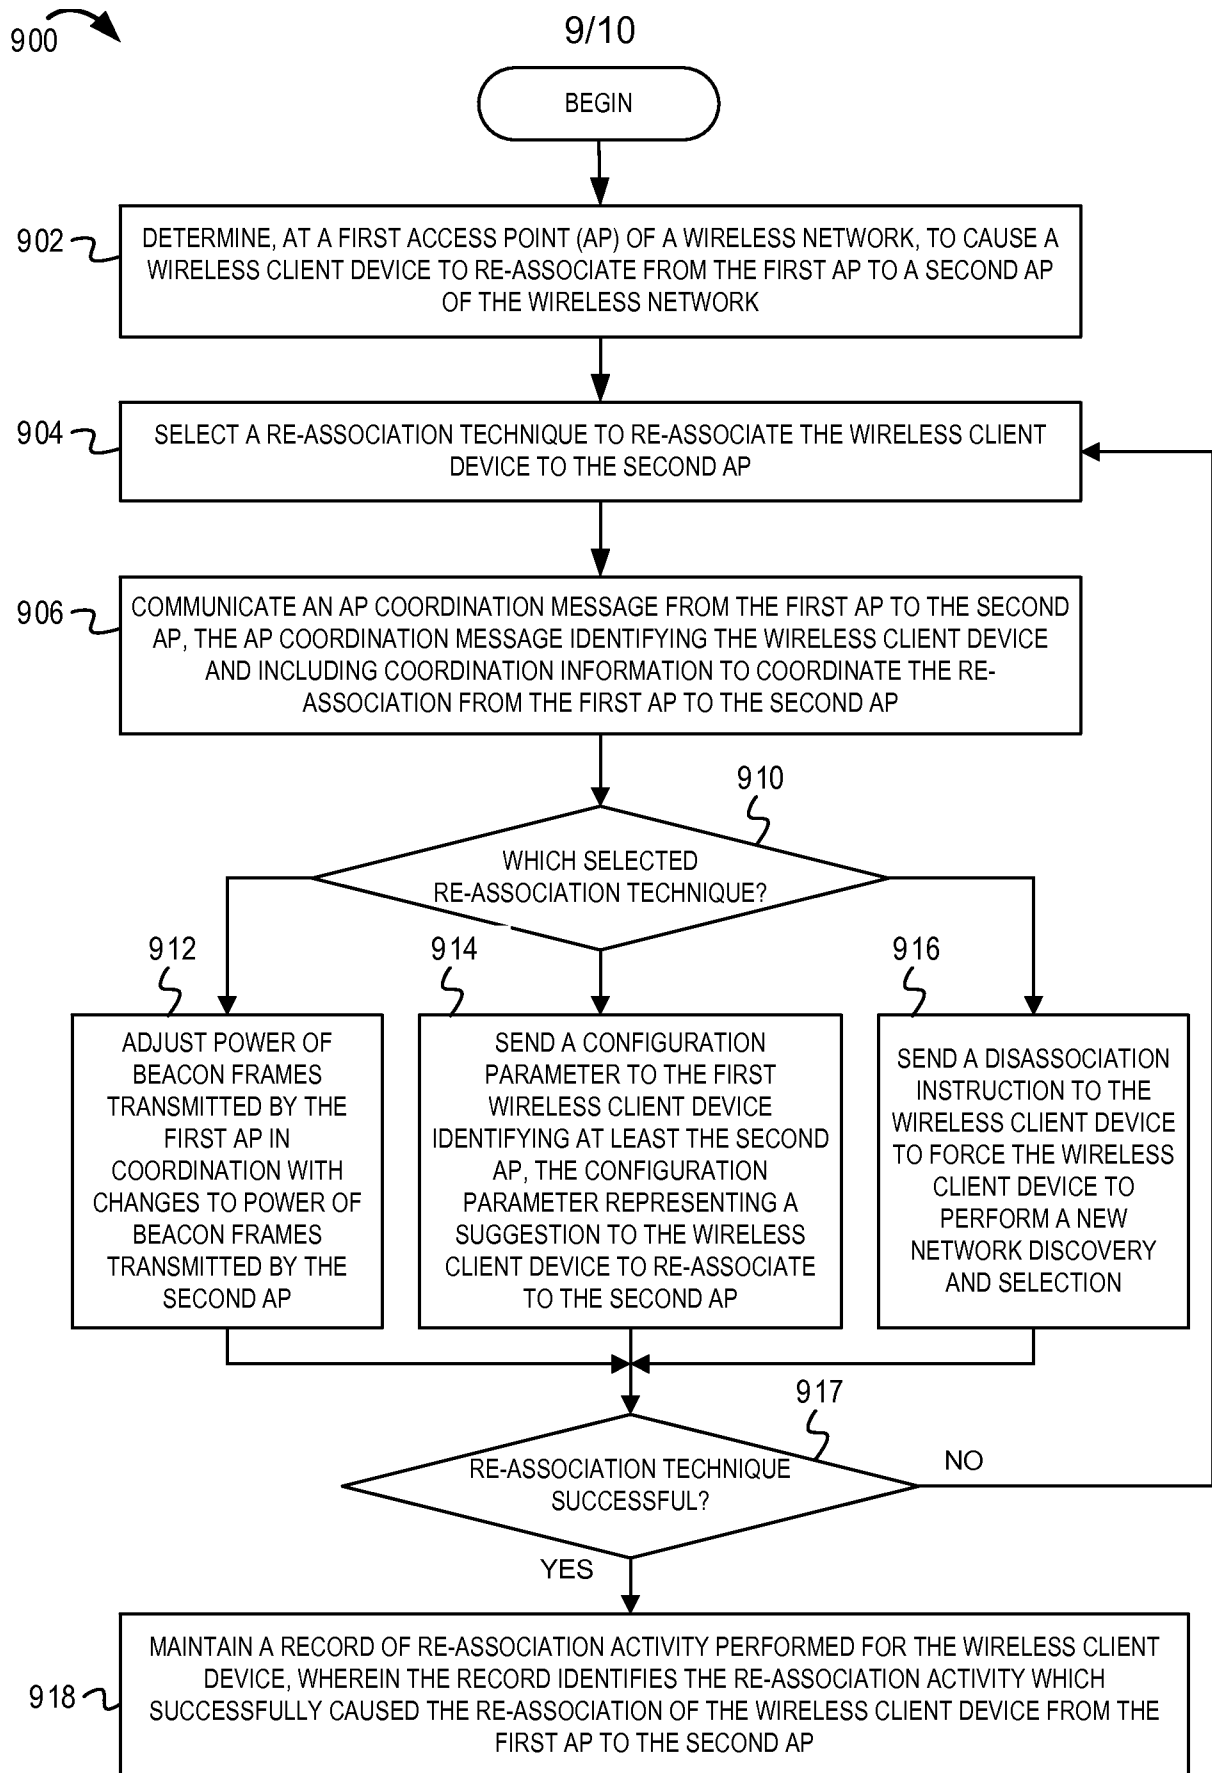 900
9/10
BEGIN
902
DETERMINE, AT A FIRST ACCESS POINT (AP) OF A WIRELESS NETWORK, TO CAUSE A
WIRELESS CLIENT DEVICE TO RE-ASSOCIATE FROM THE FIRST AP TO A SECOND AP
OF THE WIRELESS NETWORK
904
SELECT A RE-ASSOCIATION TECHNIQUE TO RE-ASSOCIATE THE WIRELESS CLIENT
DEVICE TO THE SECOND AP
906
COMMUNICATE AN AP COORDINATION MESSAGE FROM THE FIRST AP TO THE SECOND
AP, THE AP COORDINATION MESSAGE IDENTIFYING THE WIRELESS CLIENT DEVICE
AND INCLUDING COORDINATION INFORMATION TO COORDINATE THE RE-
ASSOCIATION FROM THE FIRST AP TO THE SECOND AP
910
WHICH SELECTED
RE-ASSOCIATION TECHNIQUE?
912
ADJUST POWER OF
BEACON FRAMES
TRANSMITTED BY THE
FIRST AP IN
COORDINATION WITH
CHANGES TO POWER OF
BEACON FRAMES
TRANSMITTED BY THE
SECOND AP
914
SEND A CONFIGURATION
PARAMETER TO THE FIRST
WIRELESS CLIENT DEVICE
IDENTIFYING AT LEAST THE SECOND
AP, THE CONFIGURATION
PARAMETER REPRESENTING A
SUGGESTION TO THE WIRELESS
CLIENT DEVICE TO RE-ASSOCIATE
TO THE SECOND AP
916
SEND A DISASSOCIATION
INSTRUCTION TO THE
WIRELESS CLIENT DEVICE
TO FORCE THE WIRELESS
CLIENT DEVICE TO
PERFORM A NEW
NETWORK DISCOVERY
AND SELECTION
917
RE-ASSOCIATION TECHNIQUE
SUCCESSFUL?
NO
YES
918
MAINTAIN A RECORD OF RE-ASSOCIATION ACTIVITY PERFORMED FOR THE WIRELESS CLIENT
DEVICE, WHEREIN THE RECORD IDENTIFIES THE RE-ASSOCIATION ACTIVITY WHICH
SUCCESSFULLY CAUSED THE RE-ASSOCIATION OF THE WIRELESS CLIENT DEVICE FROM THE
FIRST AP TO THE SECOND AP